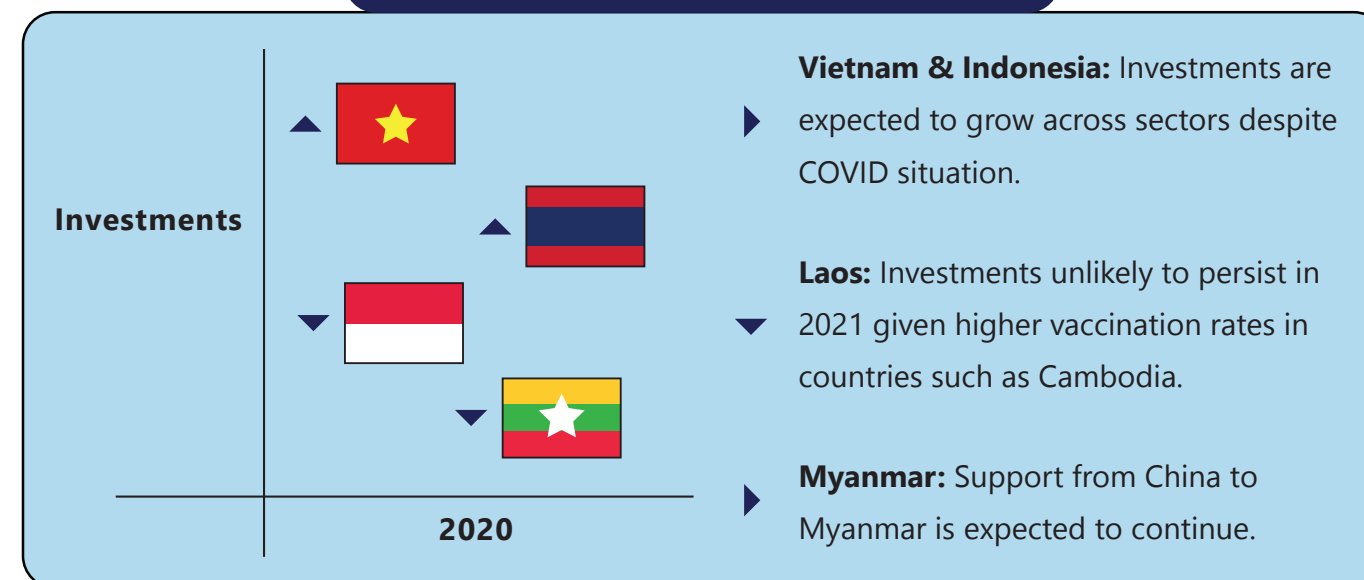 Investments
2020
Vietnam & Indonesia: Investments are
expected to grow across sectors despite
COVID situation.
Laos: Investments unlikely to persist in
2021 given higher vaccination rates in
countries such as Cambodia.
Myanmar: Support from China to
Myanmar is expected to continue.